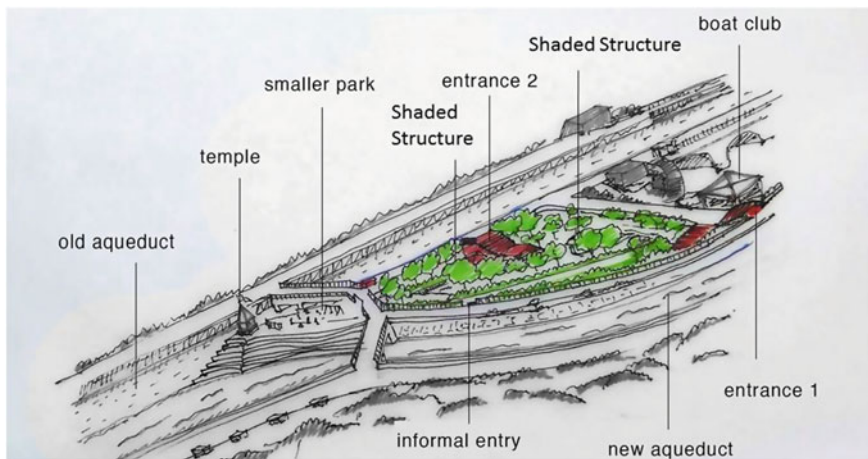 boat club
Shaded Structure
entrance 2
smaller park
Shaded
Structure
temple
old aqueduct
entrance 1
informal entry
new aqueduct